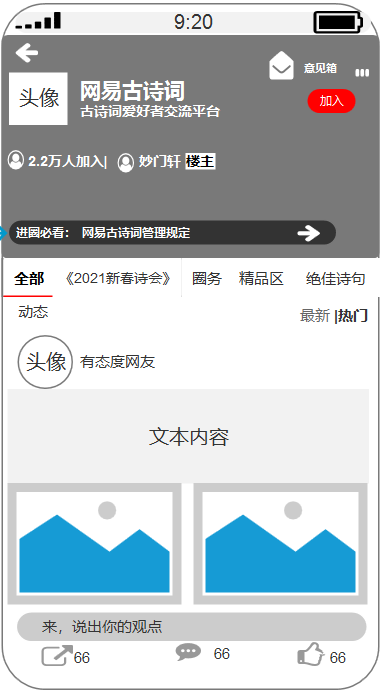 9:20
意见箱
头像
网易古诗词
加入
古诗词爱好者交流平台
2.2万人加入| 妙门轩 楼主
进圈必看： 网易古诗词管理规定
全部 《2021新春诗会》 圈务 精品区 绝佳诗句
动态
最新 |热门
头像 有态度网友
文本内容
来，说出你的观点
66 66 66